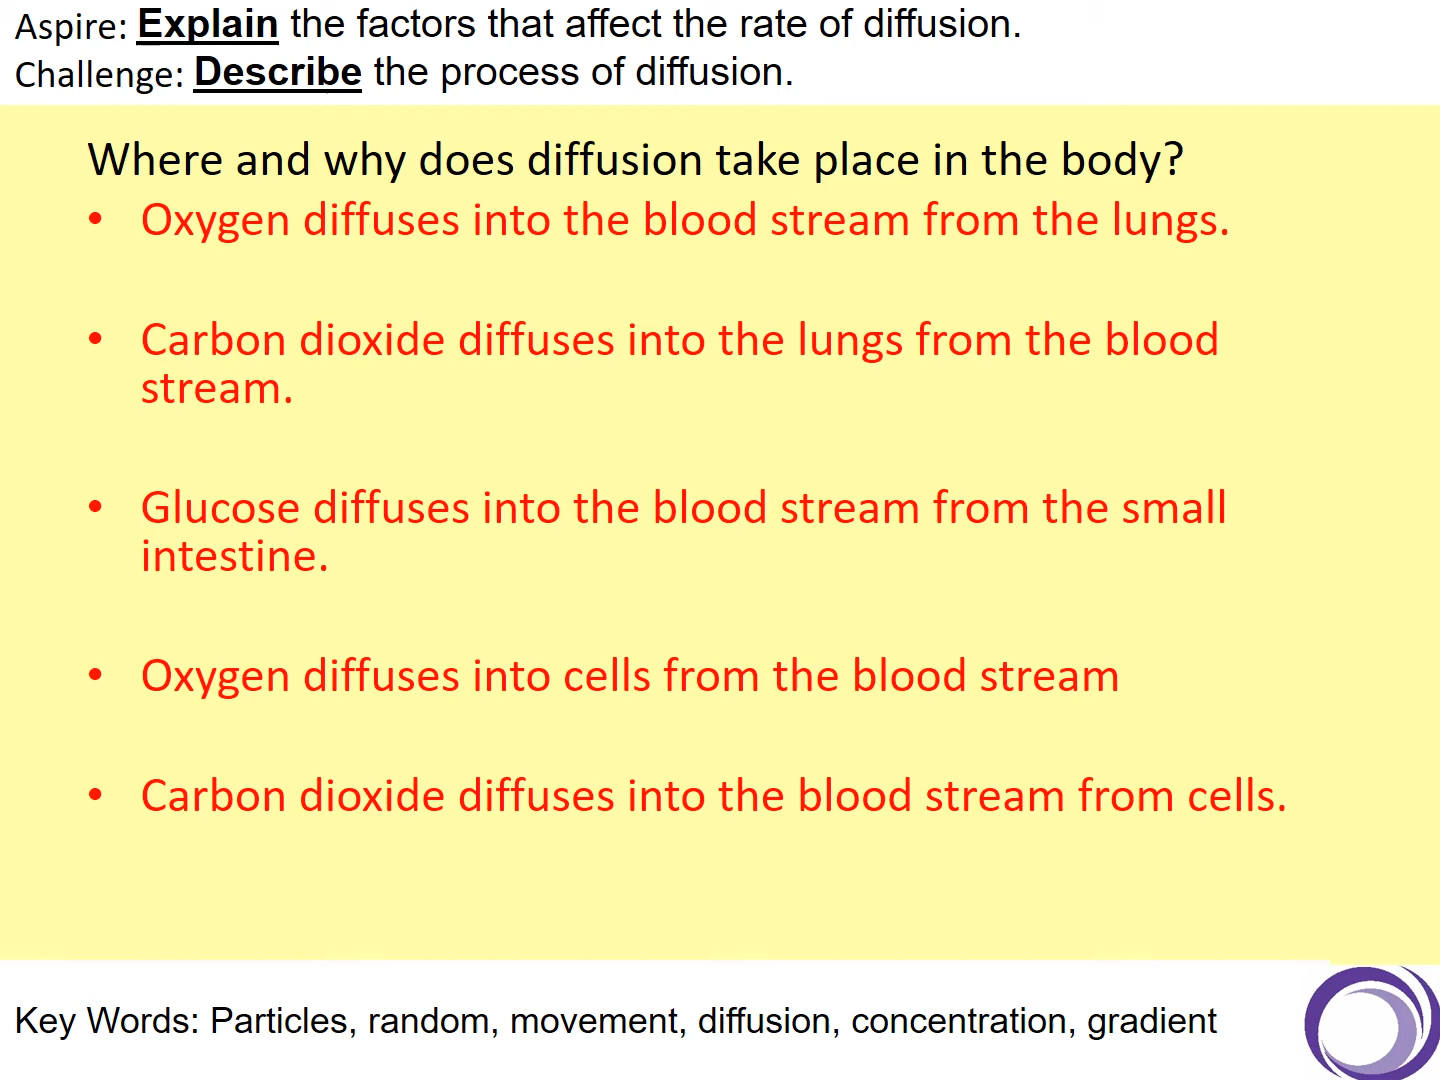 Aspire: Explain the factors that affect the rate of diffusion.
Challenge: Describe the process of diffusion.
Where and why does diffusion take place in the body?
• Oxygen diffuses into the blood stream from the lungs.
• Carbon dioxide diffuses into the lungs from the blood
stream.
• Glucose diffuses into the blood stream from the small
intestine.
• Oxygen diffuses into cells from the blood stream
• Carbon dioxide diffuses into the blood stream from cells.
Key Words: Particles, random, movement, diffusion, concentration, gradient